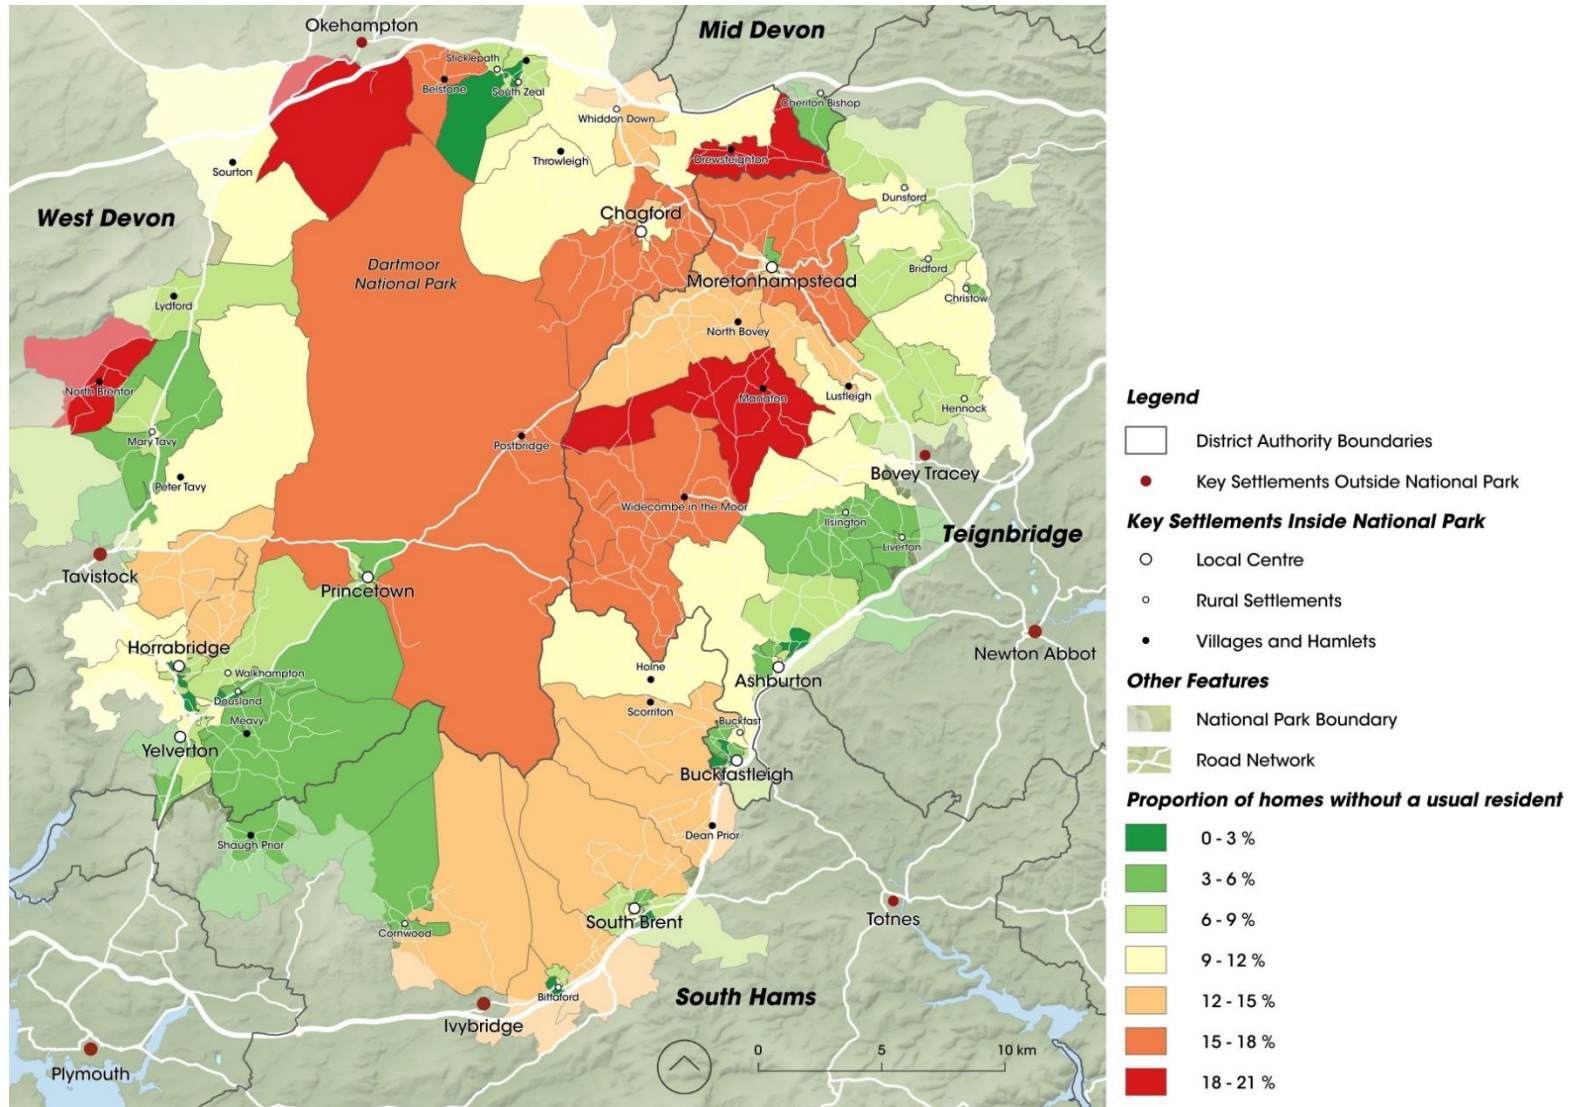 Okehampton
Mid Devon
Sticklepath
Belstone
South Zeal
Cheriton Bishop
Whiddon Down
Drewsteignton
Throwleigh
Sourton
Dunsford
West Devon
Chagford
Dartmoor
National Park
Bridford
Moretonhampstead
Christow
Lydford
North Bovey
North Brentor
Manaton
Lustleigh
Hennock
Mary Tavy
Postbridge
Bovey Tracey
Peter Tavy
Widecombe in the Moor
Ilsington
Liverton
Teignbridge
Tavistock
Princetown
Horrabridge
Newton Abbot
Holne
Walkhampton
Ashburton
Dousland
Scorriton
Meavy
Buckfast
Yelverton
Buckfastleigh
Dean Prior
Shaugh Prior
South Brent
Totnes
Cornwood
Bittaford
South Hams
Ivybridge
0 5 10 km
Plymouth
Legend
District Authority Boundaries
Key Settlements Outside National Park
Key Settlements Inside National Park
Local Centre
Rural Settlements
Villages and Hamlets
Other Features
National Park Boundary
Road Network
Proportion of homes without a usual resident
0 - 3 %
3 - 6 %
6 - 9 %
9 - 12 %
12 - 15 %
15 - 18 %
18 - 21 %